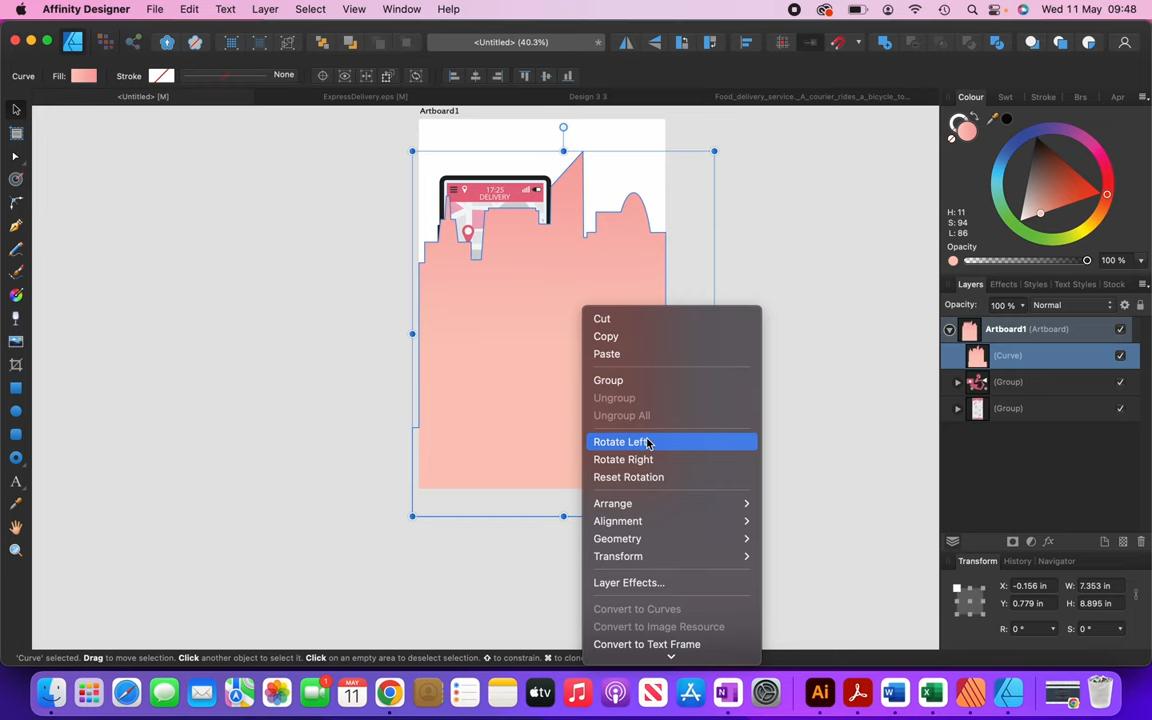 Affinity Designer File Edit Text Layer Select View Window Help Wed 11 May 09:48
<Untitled> (40.3%) *
Curve Fill: Stroke None
<Untitled> [M] ExpressDelivery.eps [M] Design 3 3 Food_delivery_service._A_courier_rides_a_bicycle_to...
Colour Swt Stroke Brs Apr
Artboard1
H: 11
S: 94
L: 86
Opacity
100 %
17:25
DELIVERY
Layers Effects Styles Text Styles Stock
Opacity: 100 % Normal
Artboard1 (Artboard)
(Curve)
(Group)
(Group)
Cut
Copy
Paste
Group
Ungroup
Ungroup All
Rotate Left
Rotate Right
Reset Rotation
Arrange
Alignment
Geometry
Transform
Layer Effects...
Convert to Curves
Convert to Image Resource
Convert to Text Frame
Transform History Navigator
X: -0.156 in W: 7.353 in
Y: 0.779 in H: 8.895 in
R: 0 ° S: 0 °
'Curve' selected. Drag to move selection. Click another object to select it. Click on an empty area to deselect selection. ⇧ to constrain. ⌘ to clon
MAY
11
1
tv
N
Ai
W
X